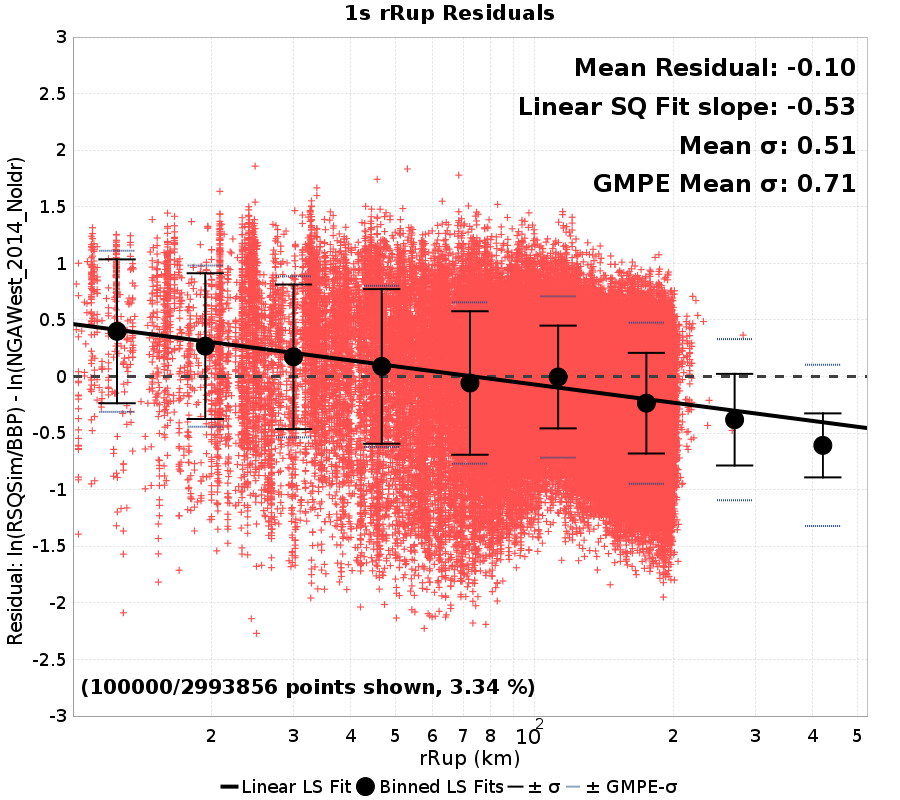 1s rRup Residuals
Mean Residual: -0.10
Linear SQ Fit slope: -0.53
Mean σ: 0.51
GMPE Mean σ: 0.71
3
2.5
2
1.5
1
0.5
0
-0.5
-1
-1.5
-2
-2.5
-3
Residual: ln(RSQSim/BBP) - ln(NGAWest_2014_NoIdr)
(100000/2993856 points shown, 3.34 %)
2 3 4 5 6 7 8 10² 2 3 4 5
rRup (km)
Linear LS Fit Binned LS Fits ± σ ± GMPE-σ